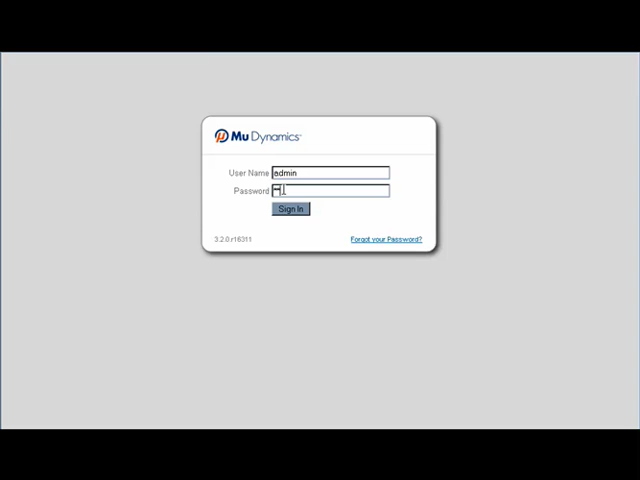 Mu Dynamics
User Name admin
Password **
Sign In
3.2.0.r16311
Forgot your Password?